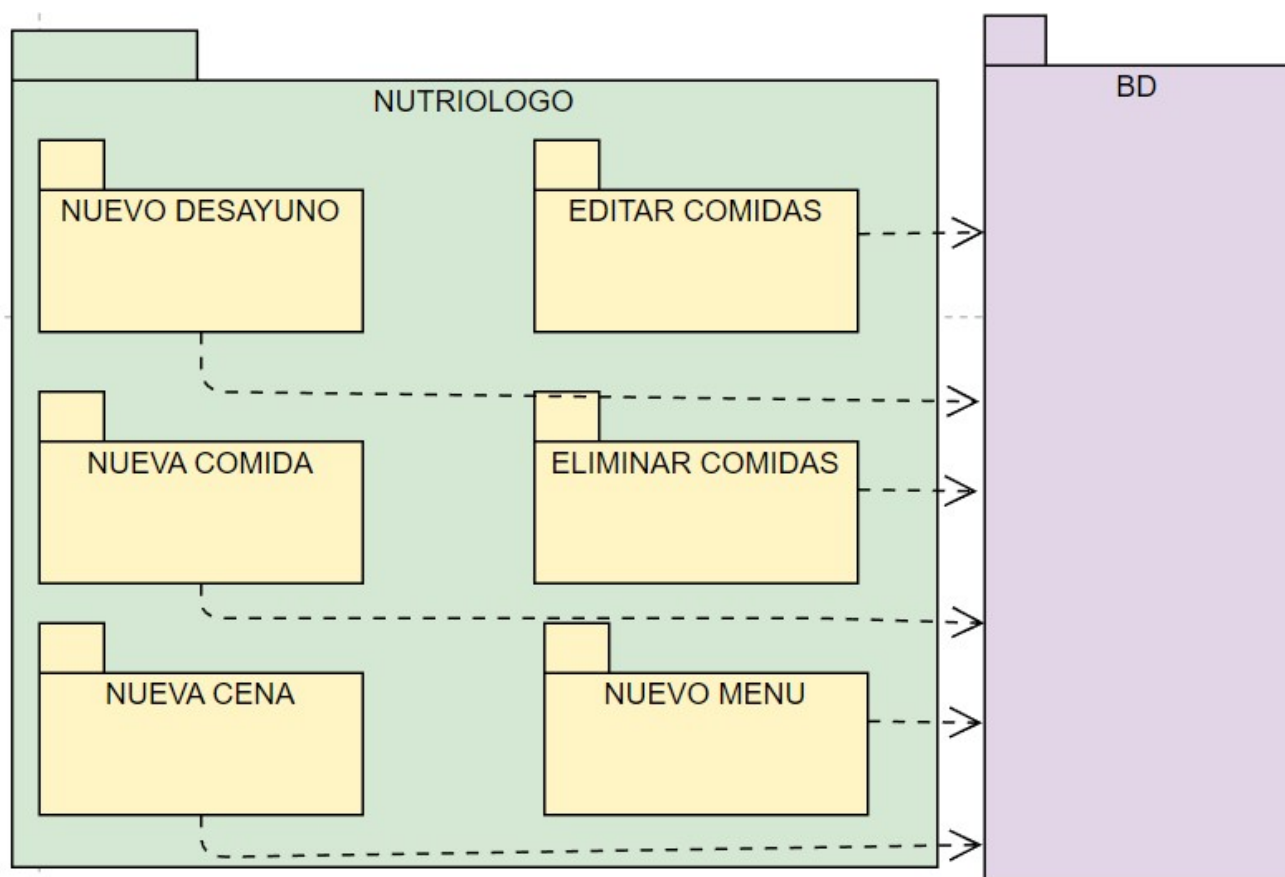 NUTRIOLOGO
BD
NUEVO DESAYUNO
EDITAR COMIDAS
NUEVA COMIDA
ELIMINAR COMIDAS
NUEVA CENA
NUEVO MENU